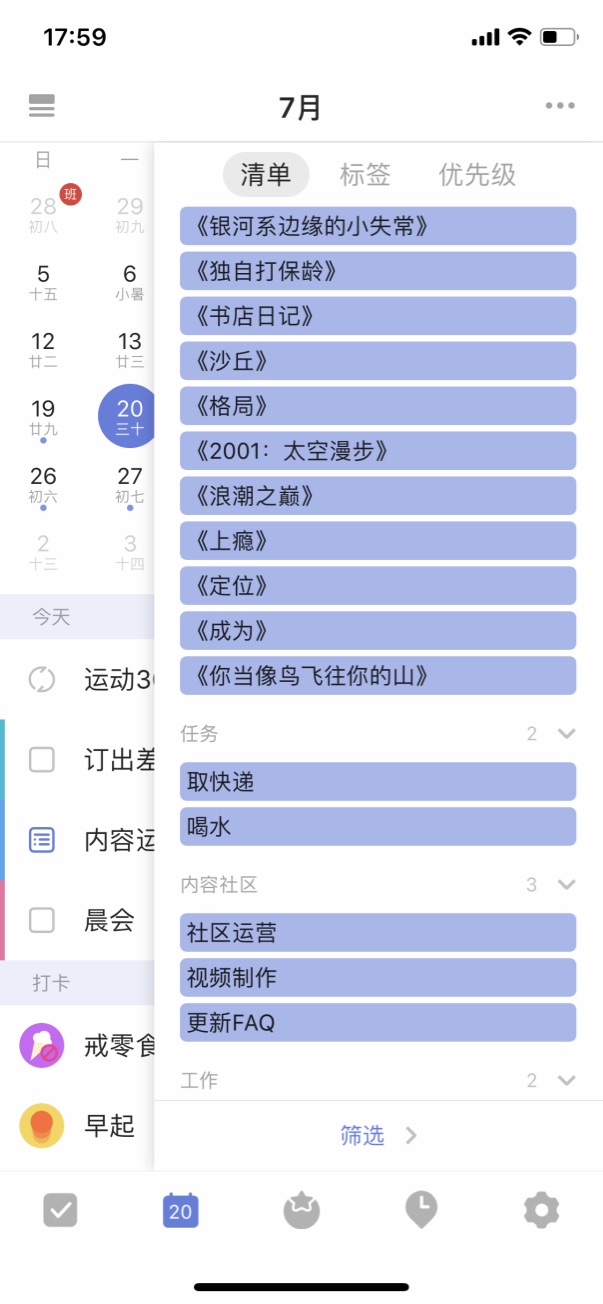 17:59
7月
日 一
28 班 29
初八 初九
5 6
十五 小暑
12 13
廿二 廿三
19 20
廿九 三十
26 27
初六 初七
2 3
十三 十四
今天
运动3
订出差
内容运
晨会
打卡
戒零食
早起
清单 标签 优先级
《银河系边缘的小失常》
《独自打保龄》
《书店日记》
《沙丘》
《格局》
《2001：太空漫步》
《浪潮之巅》
《上瘾》
《定位》
《成为》
《你当像鸟飞往你的山》
任务 2
取快递
喝水
内容社区 3
社区运营
视频制作
更新FAQ
工作 2
筛选
20